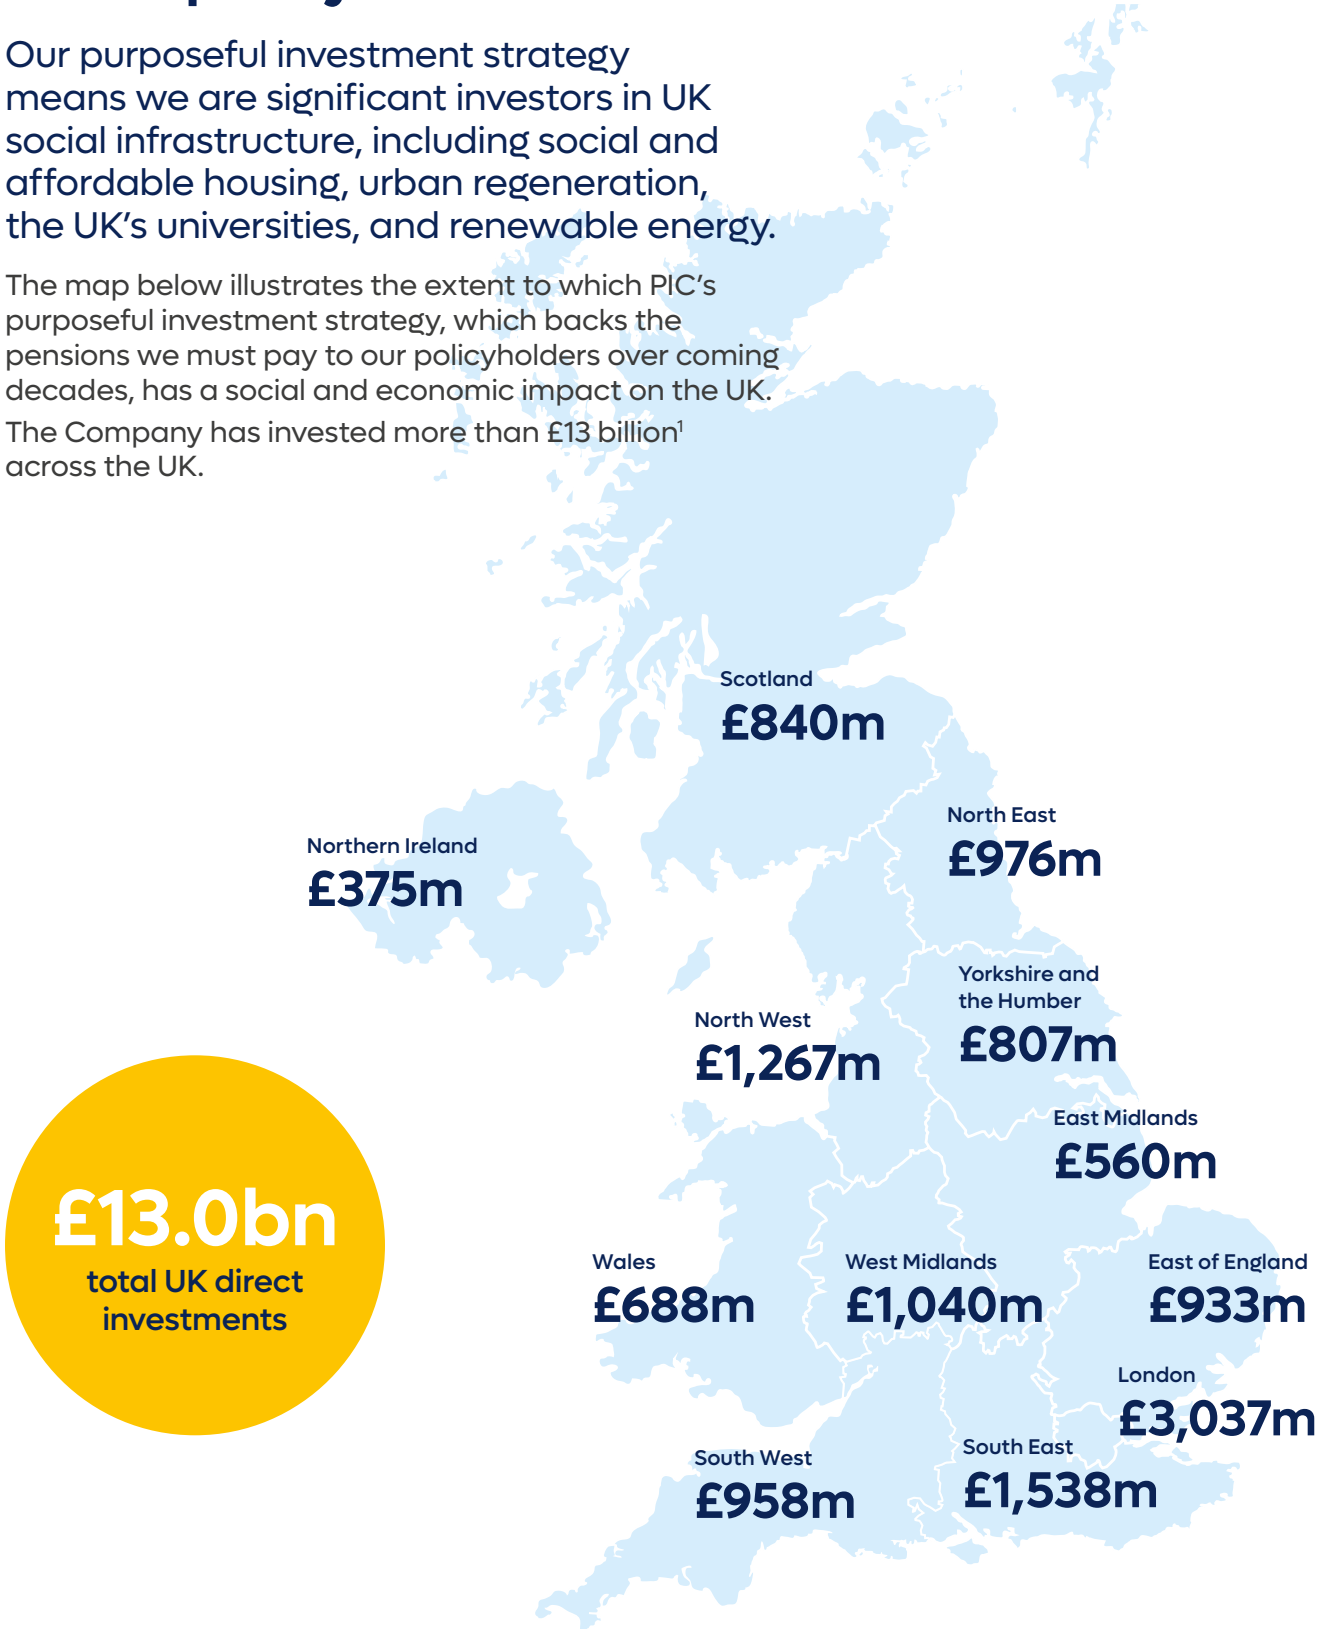 Our purposeful investment strategy
means we are significant investors in UK
social infrastructure, including social and
affordable housing, urban regeneration,
the UK's universities, and renewable energy.
The map below illustrates the extent to which PIC's
purposeful investment strategy, which backs the
pensions we must pay to our policyholders over coming
decades, has a social and economic impact on the UK.
The Company has invested more than £13 billion¹
across the UK.
Scotland
£840m
North East
£976m
Northern Ireland
£375m
Yorkshire and
the Humber
£807m
North West
£1,267m
East Midlands
£560m
£13.0bn
total UK direct
investments
Wales
£688m
West Midlands
£1,040m
East of England
£933m
London
£3,037m
South East
£1,538m
South West
£958m